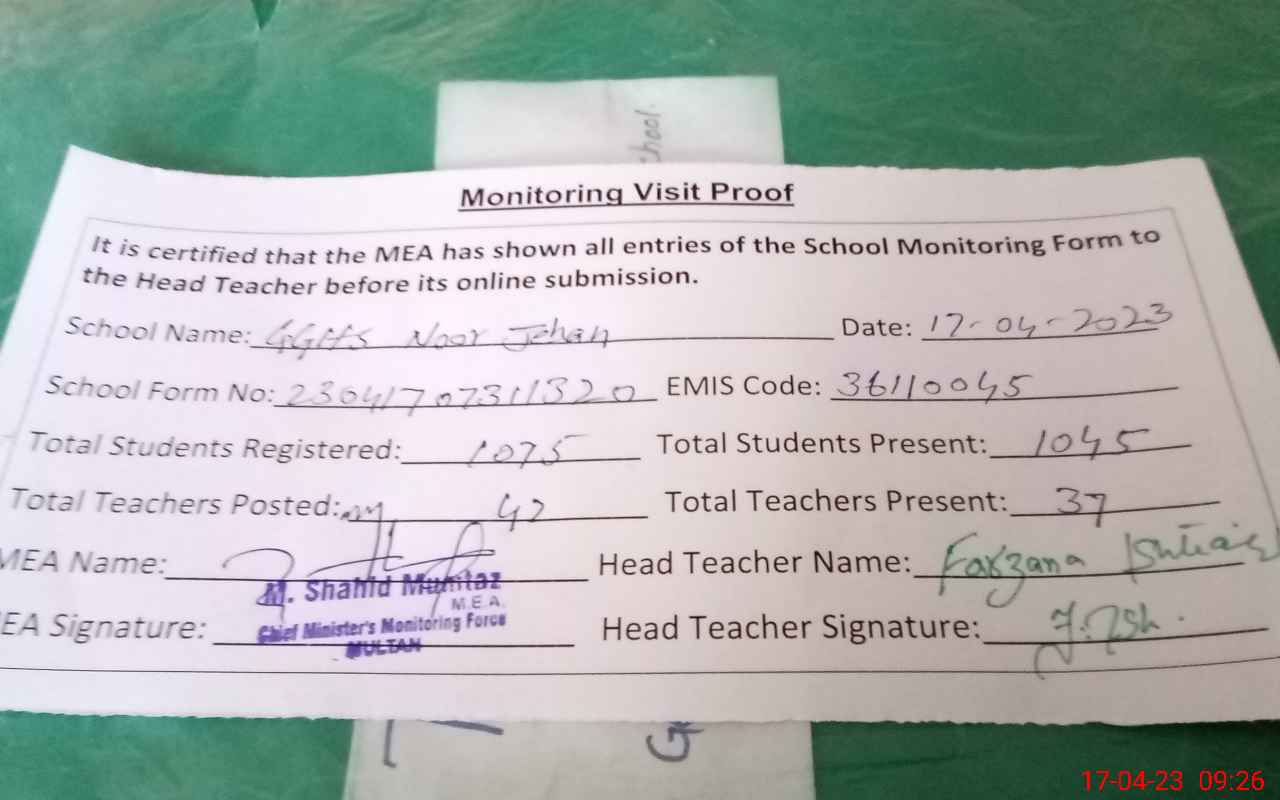 chool.
Monitoring Visit Proof
It is certified that the MEA has shown all entries of the School Monitoring Form to
the Head Teacher before its online submission.
School Name: GGHS Noor Jehan Date: 17-04-2023
School Form No: 23041707311320 EMIS Code: 36110045
Total Students Registered: 1075 Total Students Present: 1045
Total Teachers Posted: 42 Total Teachers Present: 37
MEA Name: Head Teacher Name: Farzana Ishtiaq
M. Shahid Mumtaz
M.E.A.
EA Signature: Chief Minister's Monitoring Force Head Teacher Signature: F.Ish.
MULTAN
17-04-23 09:26